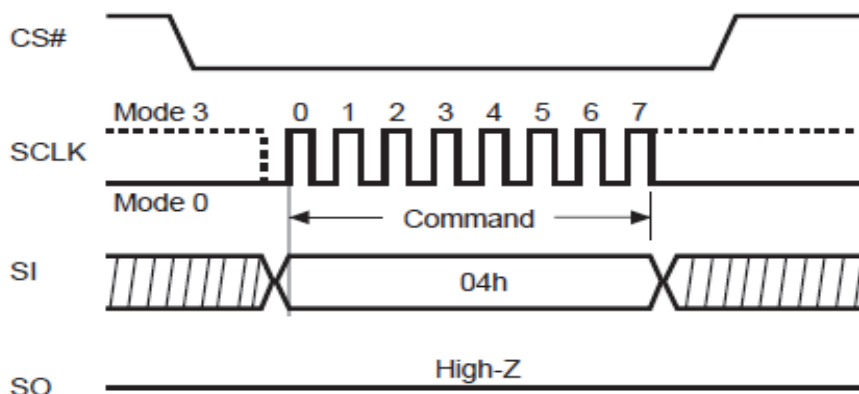 CS#
Mode 3 0 1 2 3 4 5 6 7
SCLK
Mode 0
Command
SI
04h
High-Z
SO